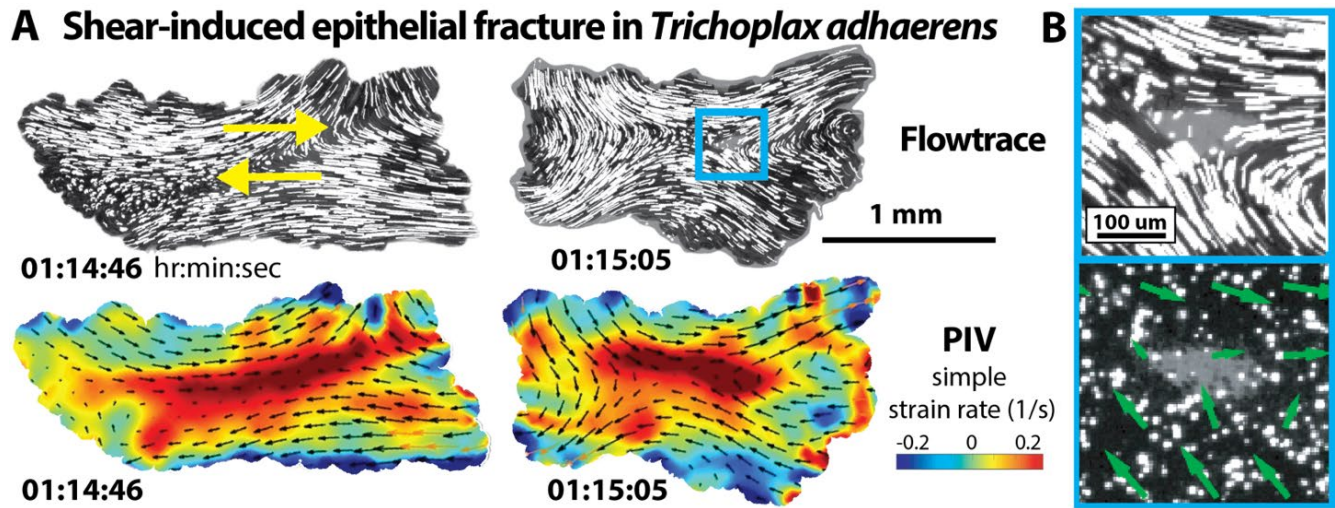 A Shear-induced epithelial fracture in Trichoplax adhaerens B
Flowtrace
1 mm
01:14:46 hr:min:sec
01:15:05
100 um
PIV
simple
strain rate (1/s)
-0.2 0 0.2
01:14:46
01:15:05